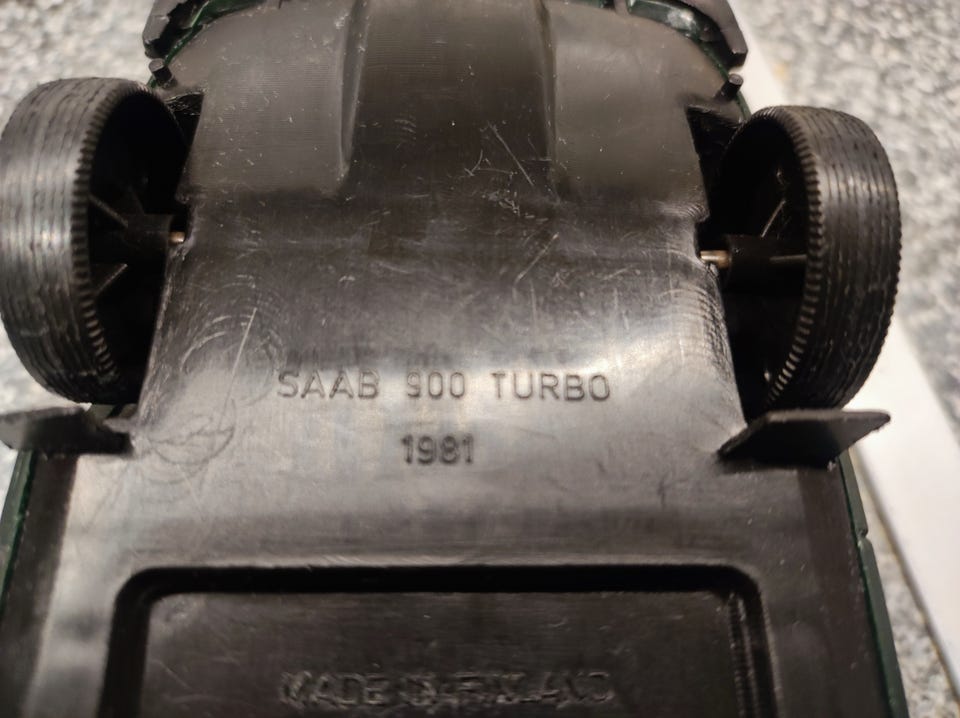 SAAB 900 TURBO
1981
MADE IN FINLAND